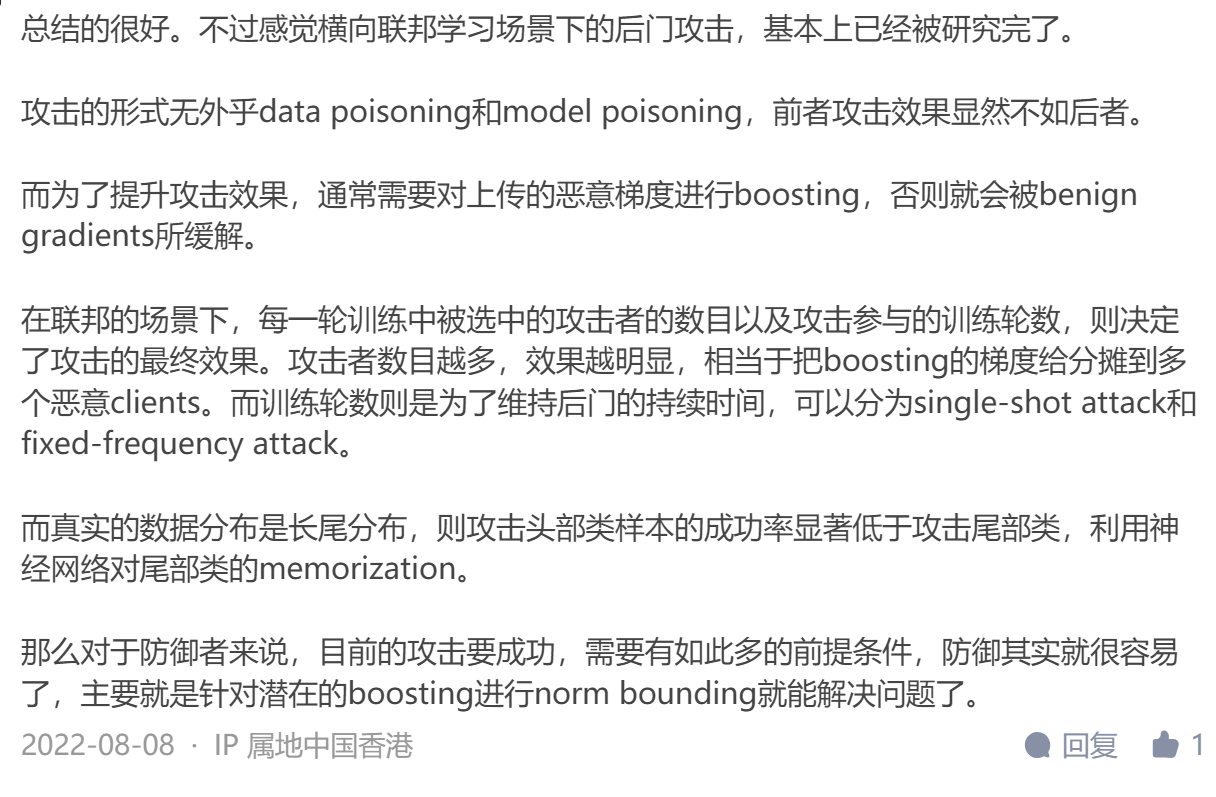 总结的很好。不过感觉横向联邦学习场景下的后门攻击，基本上已经被研究完了。
攻击的形式无外乎data poisoning和model poisoning，前者攻击效果显然不如后者。
而为了提升攻击效果，通常需要对上传的恶意梯度进行boosting，否则就会被benign
gradients所缓解。
在联邦的场景下，每一轮训练中被选中的攻击者的数目以及攻击参与的训练轮数，则决定
了攻击的最终效果。攻击者数目越多，效果越明显，相当于把boosting的梯度给分摊到多
个恶意clients。而训练轮数则是为了维持后门的持续时间，可以分为single-shot attack和
fixed-frequency attack。
而真实的数据分布是长尾分布，则攻击头部类样本的成功率显著低于攻击尾部类，利用神
经网络对尾部类的memorization。
那么对于防御者来说，目前的攻击要成功，需要有如此多的前提条件，防御其实就很容易
了，主要就是针对潜在的boosting进行norm bounding就能解决问题了。
2022-08-08 · IP 属地中国香港 回复 1